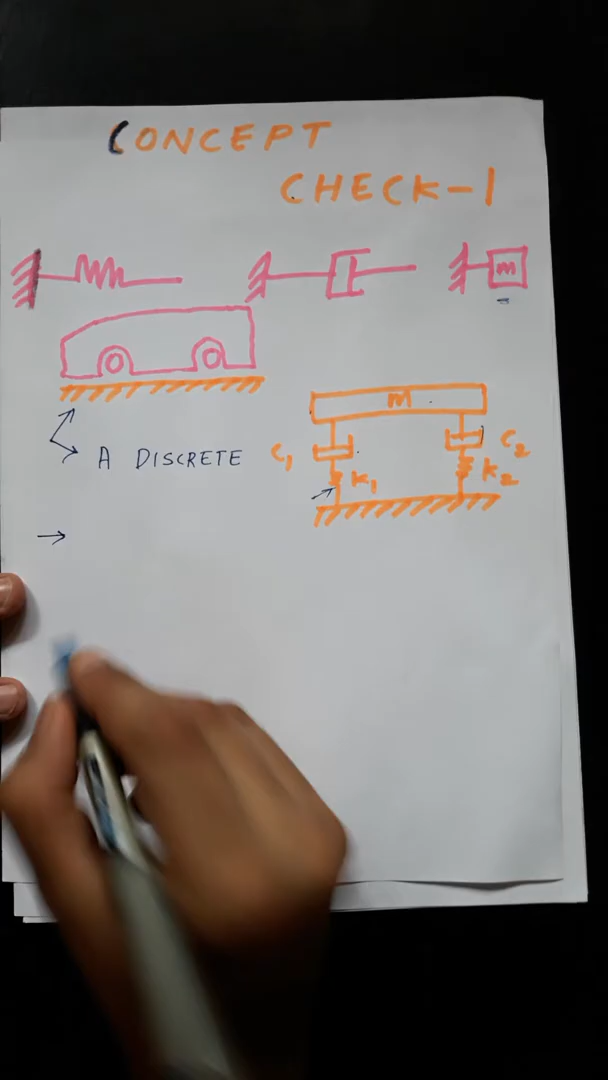 CONCEPT
CHECK-1
m
M
C1 C2
K1 K2
A DISCRETE